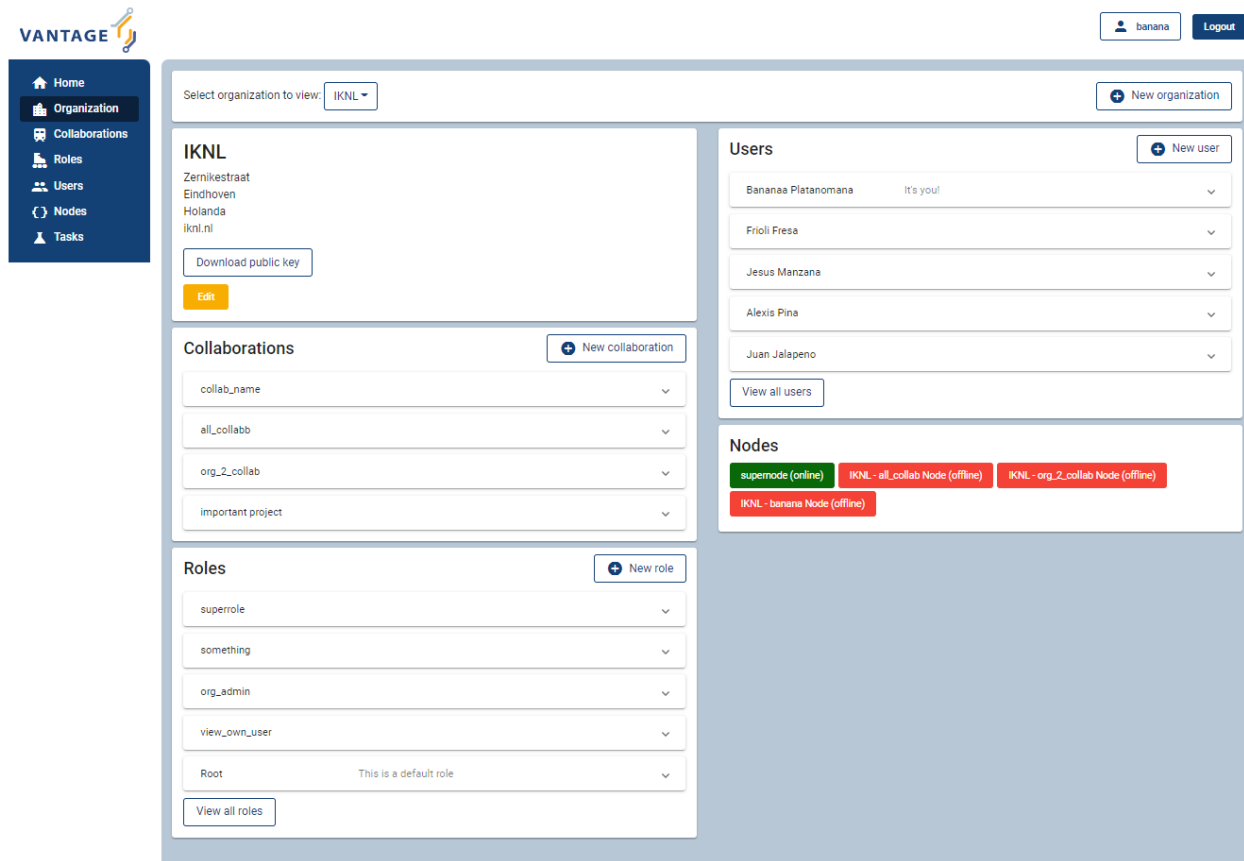 VANTAGE
banana
Logout
Home
Organization
Collaborations
Roles
Users
Nodes
Tasks
Select organization to view: IKNL
New organization
IKNL
Zernikestraat
Eindhoven
Holanda
iknl.nl
Download public key
Edit
Collaborations
New collaboration
collab_name
all_collabb
org_2_collab
important project
Roles
New role
superrole
something
org_admin
view_own_user
Root This is a default role
View all roles
Users
New user
Bananaa Platanomana It's you!
Frioli Fresa
Jesus Manzana
Alexis Pina
Juan Jalapeno
View all users
Nodes
supernode (online) IKNL - all_collab Node (offline) IKNL - org_2_collab Node (offline)
IKNL - banana Node (offline)